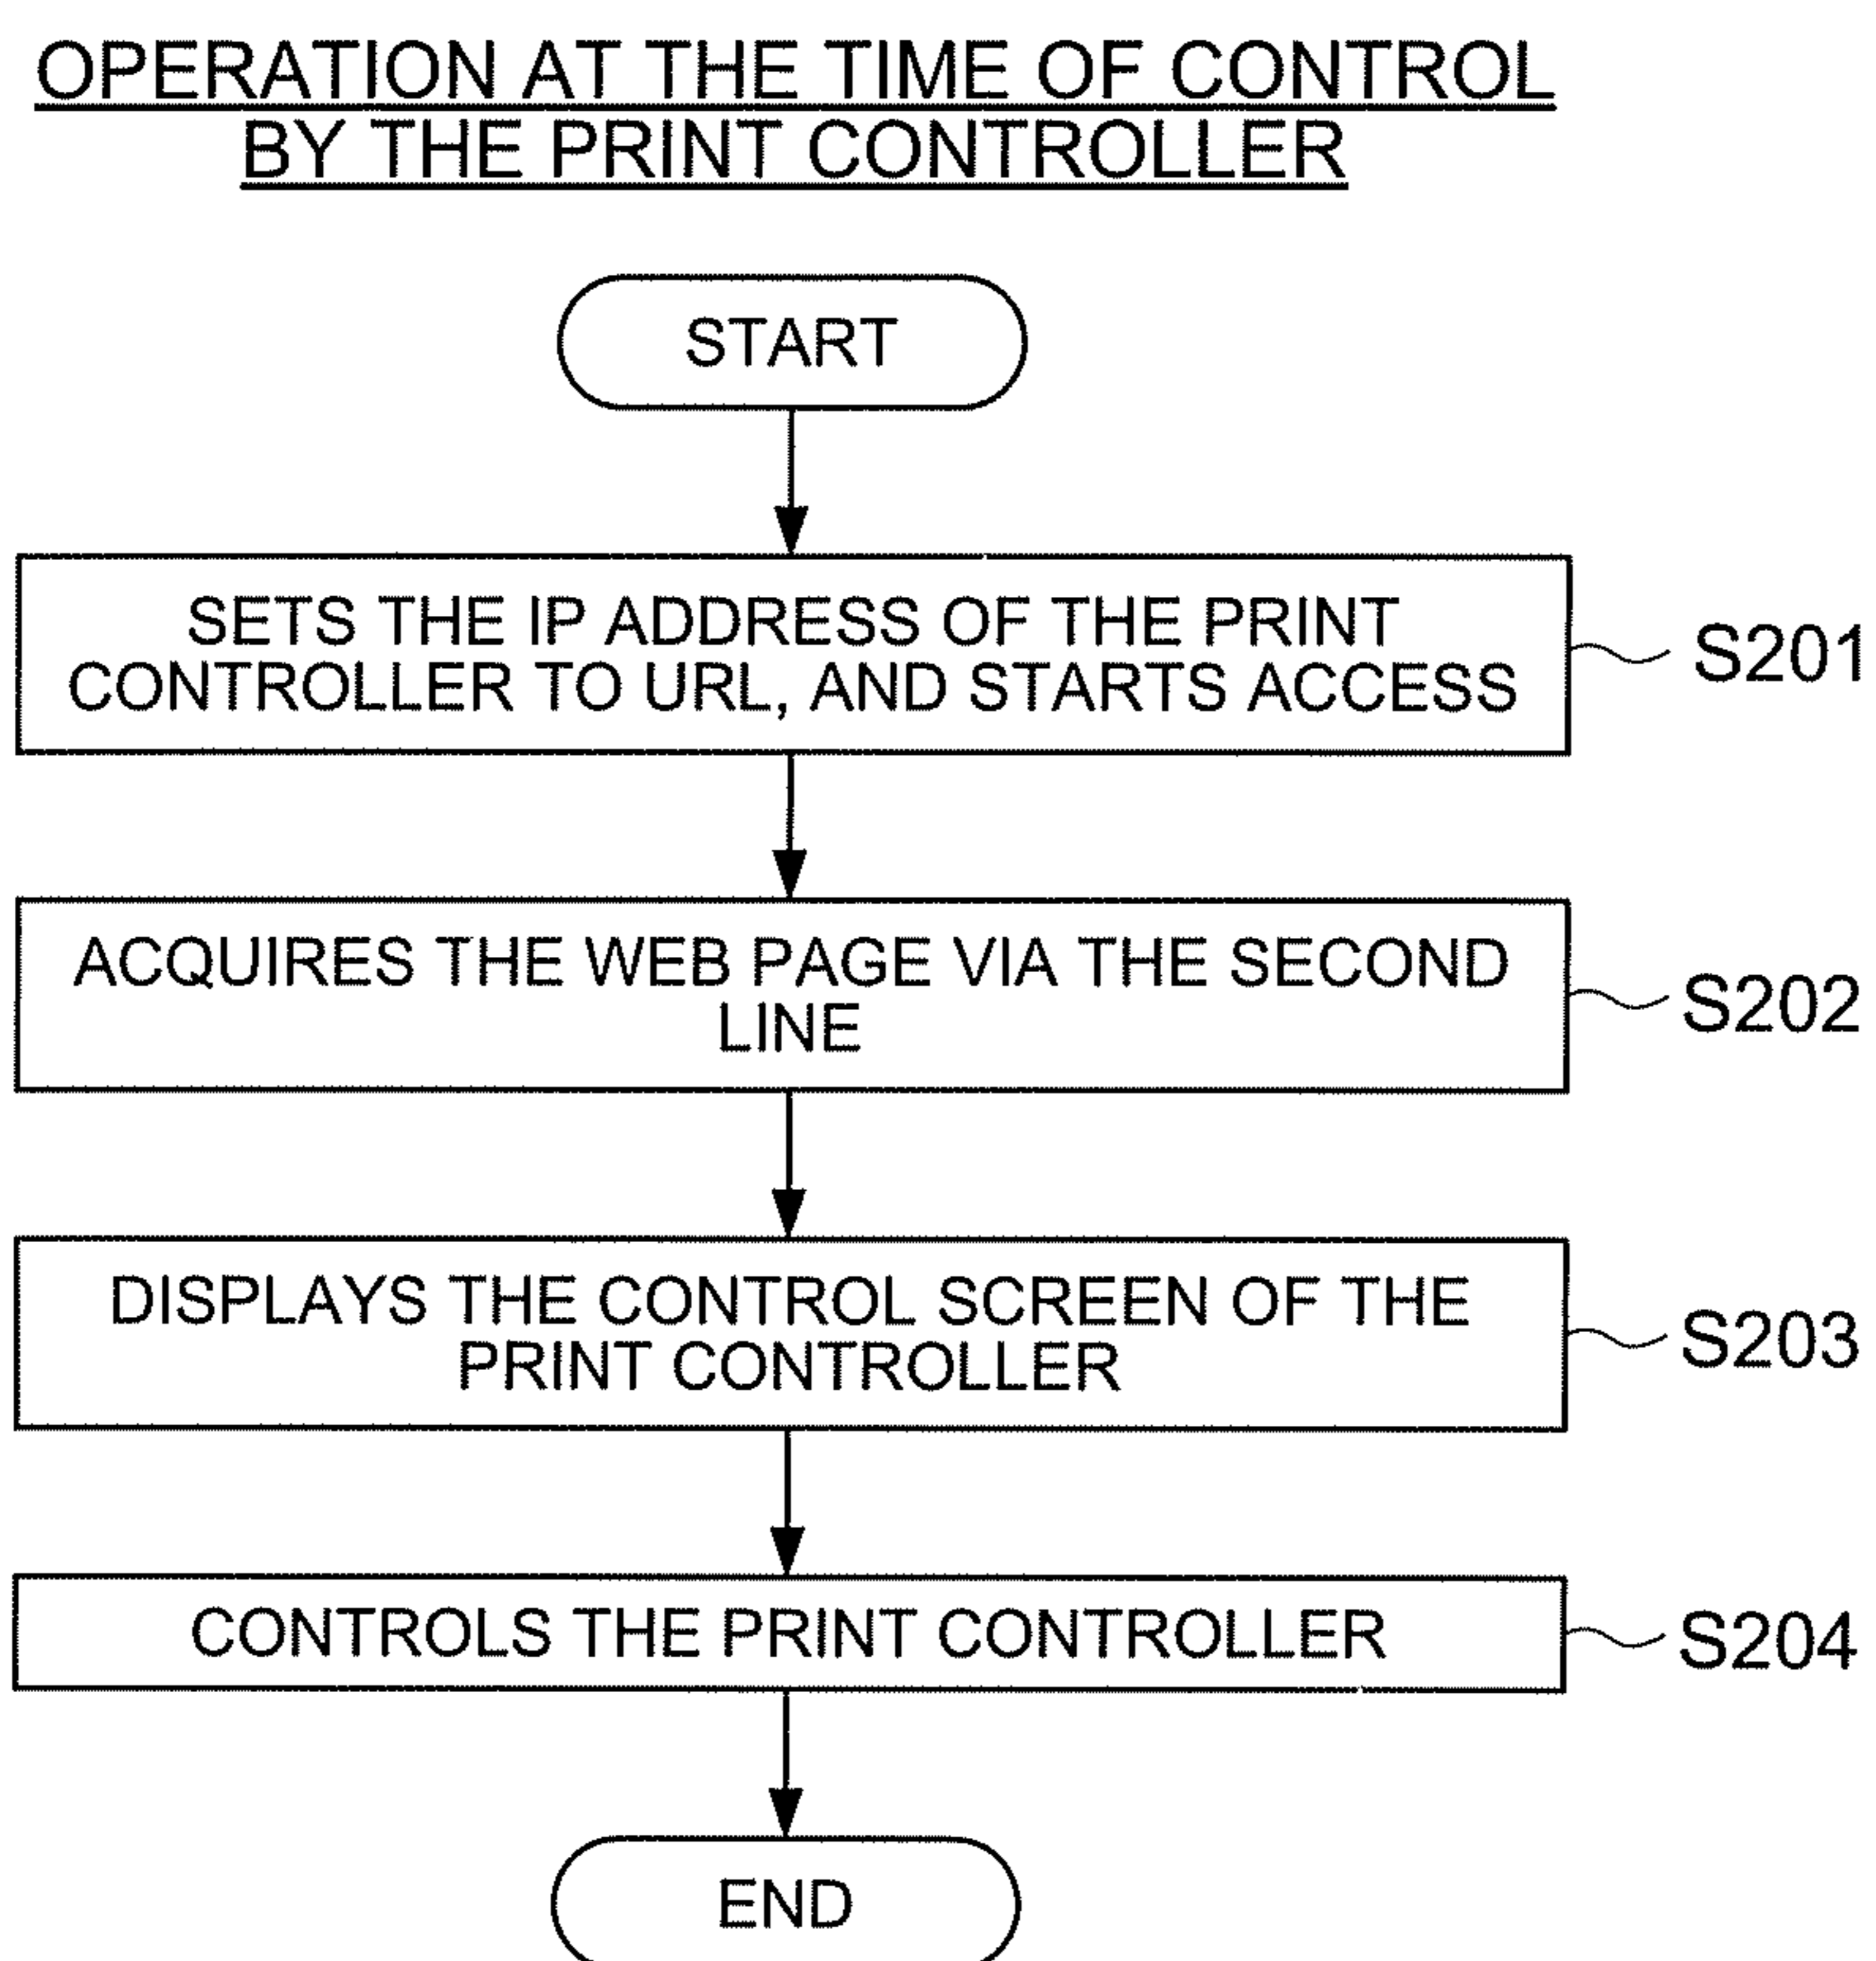 OPERATION AT THE TIME OF CONTROL
BY THE PRINT CONTROLLER
START
SETS THE IP ADDRESS OF THE PRINT
CONTROLLER TO URL, AND STARTS ACCESS
S201
ACQUIRES THE WEB PAGE VIA THE SECOND
LINE
S202
DISPLAYS THE CONTROL SCREEN OF THE
PRINT CONTROLLER
S203
CONTROLS THE PRINT CONTROLLER
S204
END